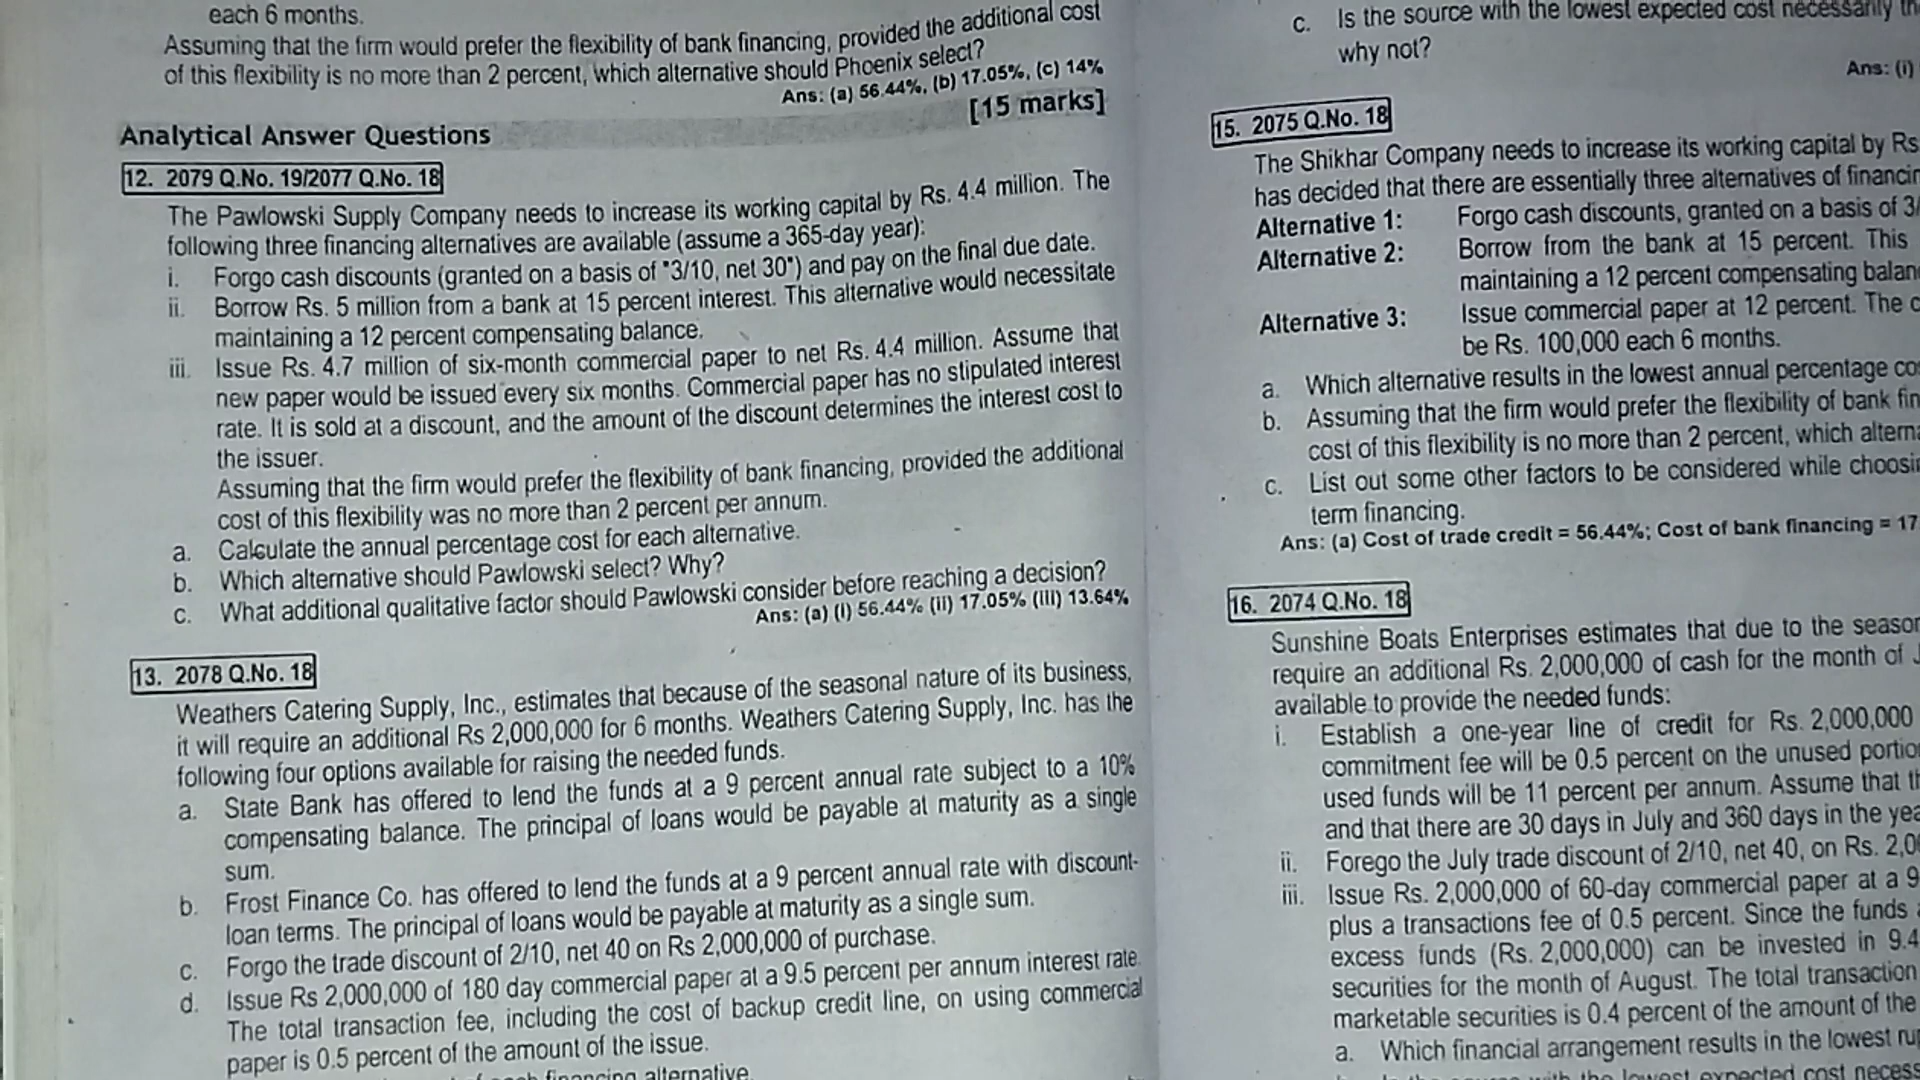 each 6 months.
Assuming that the firm would prefer the flexibility of bank financing, provided the additional cost
of this flexibility is no more than 2 percent, which alternative should Phoenix select?
Ans: (a) 56.44%, (b) 17.05%, (c) 14%
[15 marks]
Analytical Answer Questions
12. 2079 Q.No. 19/2077 Q.No. 18
The Pawlowski Supply Company needs to increase its working capital by Rs. 4.4 million. The
following three financing alternatives are available (assume a 365-day year):
i. Forgo cash discounts (granted on a basis of "3/10, net 30") and pay on the final due date.
ii. Borrow Rs. 5 million from a bank at 15 percent interest. This alternative would necessitate
maintaining a 12 percent compensating balance.
iii. Issue Rs. 4.7 million of six-month commercial paper to net Rs. 4.4 million. Assume that
new paper would be issued every six months. Commercial paper has no stipulated interest
rate. It is sold at a discount, and the amount of the discount determines the interest cost to
the issuer.
Assuming that the firm would prefer the flexibility of bank financing, provided the additional
cost of this flexibility was no more than 2 percent per annum.
a. Calculate the annual percentage cost for each alternative.
b. Which alternative should Pawlowski select? Why?
c. What additional qualitative factor should Pawlowski consider before reaching a decision?
Ans: (a) (i) 56.44% (ii) 17.05% (iii) 13.64%
13. 2078 Q.No. 18
Weathers Catering Supply, Inc., estimates that because of the seasonal nature of its business,
it will require an additional Rs 2,000,000 for 6 months. Weathers Catering Supply, Inc. has the
following four options available for raising the needed funds.
a. State Bank has offered to lend the funds at a 9 percent annual rate subject to a 10%
compensating balance. The principal of loans would be payable at maturity as a single
sum.
b. Frost Finance Co. has offered to lend the funds at a 9 percent annual rate with discount-
loan terms. The principal of loans would be payable at maturity as a single sum.
c. Forgo the trade discount of 2/10, net 40 on Rs 2,000,000 of purchase.
d. Issue Rs 2,000,000 of 180 day commercial paper at a 9.5 percent per annum interest rate.
The total transaction fee, including the cost of backup credit line, on using commercial
paper is 0.5 percent of the amount of the issue.
financing alternative.
c. Is the source with the lowest expected cost necessarily
why not?
Ans: (i)
15. 2075 Q.No. 18
The Shikhar Company needs to increase its working capital by Rs
has decided that there are essentially three alternatives of
Alternative 1: Forgo cash discounts, granted on a basis of
Alternative 2: Borrow from the bank at 15 percent. This
maintaining a 12 percent compensating
Alternative 3: Issue commercial paper at 12 percent. The
be Rs. 100,000 each 6 months.
a. Which alternative results in the lowest annual percentage
b. Assuming that the firm would prefer the flexibility of bank
cost of this flexibility is no more than 2 percent, which
c. List out some other factors to be considered while
term financing.
Ans: (a) Cost of trade credit = 56.44%; Cost of bank financing = 17
16. 2074 Q.No. 18
Sunshine Boats Enterprises estimates that due to the
require an additional Rs. 2,000,000 of cash for the month of
available to provide the needed funds:
i. Establish a one-year line of credit for Rs. 2,000,000
commitment fee will be 0.5 percent on the unused
used funds will be 11 percent per annum. Assume that
and that there are 30 days in July and 360 days in the
ii. Forego the July trade discount of 2/10, net 40, on Rs.
iii. Issue Rs. 2,000,000 of 60-day commercial paper at a
plus a transactions fee of 0.5 percent. Since the funds
excess funds (Rs. 2,000,000) can be invested in 9.4
securities for the month of August. The total transaction
marketable securities is 0.4 percent of the amount of the
a. Which financial arrangement results in the lowest
with the lowest expected cost